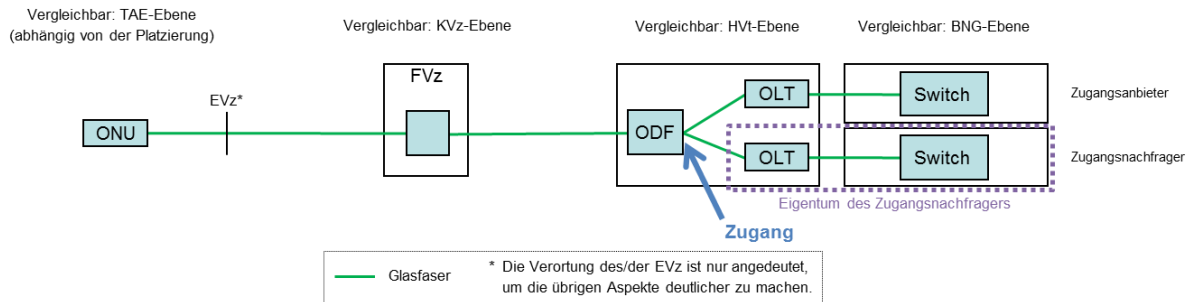 Vergleichbar: TAE-Ebene
(abhängig von der Platzierung)
Vergleichbar: KVz-Ebene
Vergleichbar: HVt-Ebene
Vergleichbar: BNG-Ebene
FVz
EVz*
ONU
ODF
OLT
Switch
Zugangsanbieter
OLT
Switch
Zugangsnachfrager
Eigentum des Zugangsnachfragers
Zugang
Glasfaser
* Die Verortung des/der EVz ist nur angedeutet,
um die übrigen Aspekte deutlicher zu machen.